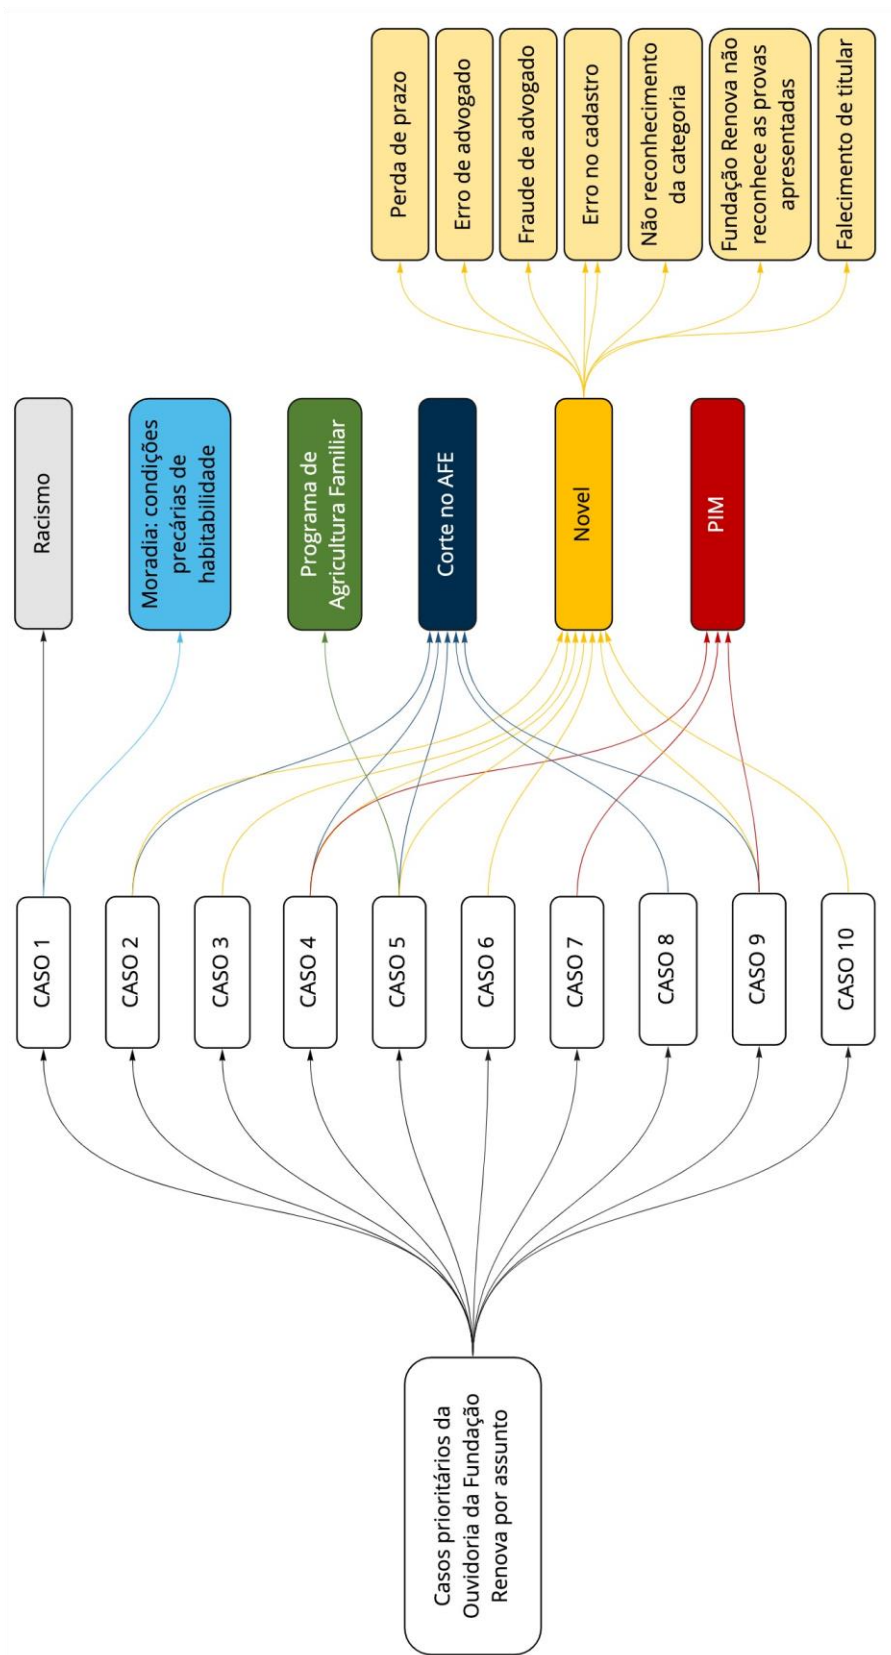 Casos prioritários da
Ouvidoria da Fundação
Renova por assunto
CASO 1
CASO 2
CASO 3
CASO 4
CASO 5
CASO 6
CASO 7
CASO 8
CASO 9
CASO 10
Racismo
Moradia: condições
precárias de
habitabilidade
Programa de
Agricultura Familiar
Corte no AFE
Novel
PIM
Perda de prazo
Erro de advogado
Fraude de advogado
Erro no cadastro
Não reconhecimento
da categoria
Fundação Renova não
reconhece as provas
apresentadas
Falecimento de titular